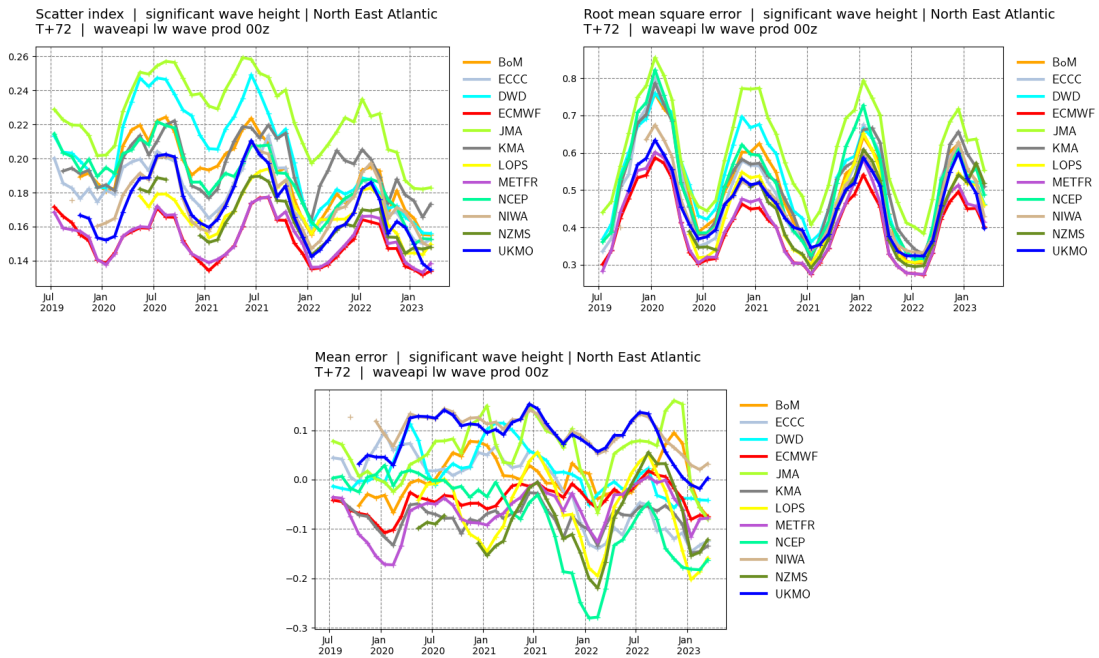 Scatter index | significant wave height | North East Atlantic
T+72 | waveapi lw wave prod 00z
0.26
0.24
0.22
0.20
0.18
0.16
0.14
Jul 2019
Jan 2020
Jul 2020
Jan 2021
Jul 2021
Jan 2022
Jul 2022
Jan 2023
BoM
ECCC
DWD
ECMWF
JMA
KMA
LOPS
METFR
NCEP
NIWA
NZMS
UKMO
Root mean square error | significant wave height | North East Atlantic
T+72 | waveapi lw wave prod 00z
0.8
0.7
0.6
0.5
0.4
0.3
Jul 2019
Jan 2020
Jul 2020
Jan 2021
Jul 2021
Jan 2022
Jul 2022
Jan 2023
BoM
ECCC
DWD
ECMWF
JMA
KMA
LOPS
METFR
NCEP
NIWA
NZMS
UKMO
Mean error | significant wave height | North East Atlantic
T+72 | waveapi lw wave prod 00z
0.1
0.0
−0.1
−0.2
−0.3
Jul 2019
Jan 2020
Jul 2020
Jan 2021
Jul 2021
Jan 2022
Jul 2022
Jan 2023
BoM
ECCC
DWD
ECMWF
JMA
KMA
LOPS
METFR
NCEP
NIWA
NZMS
UKMO